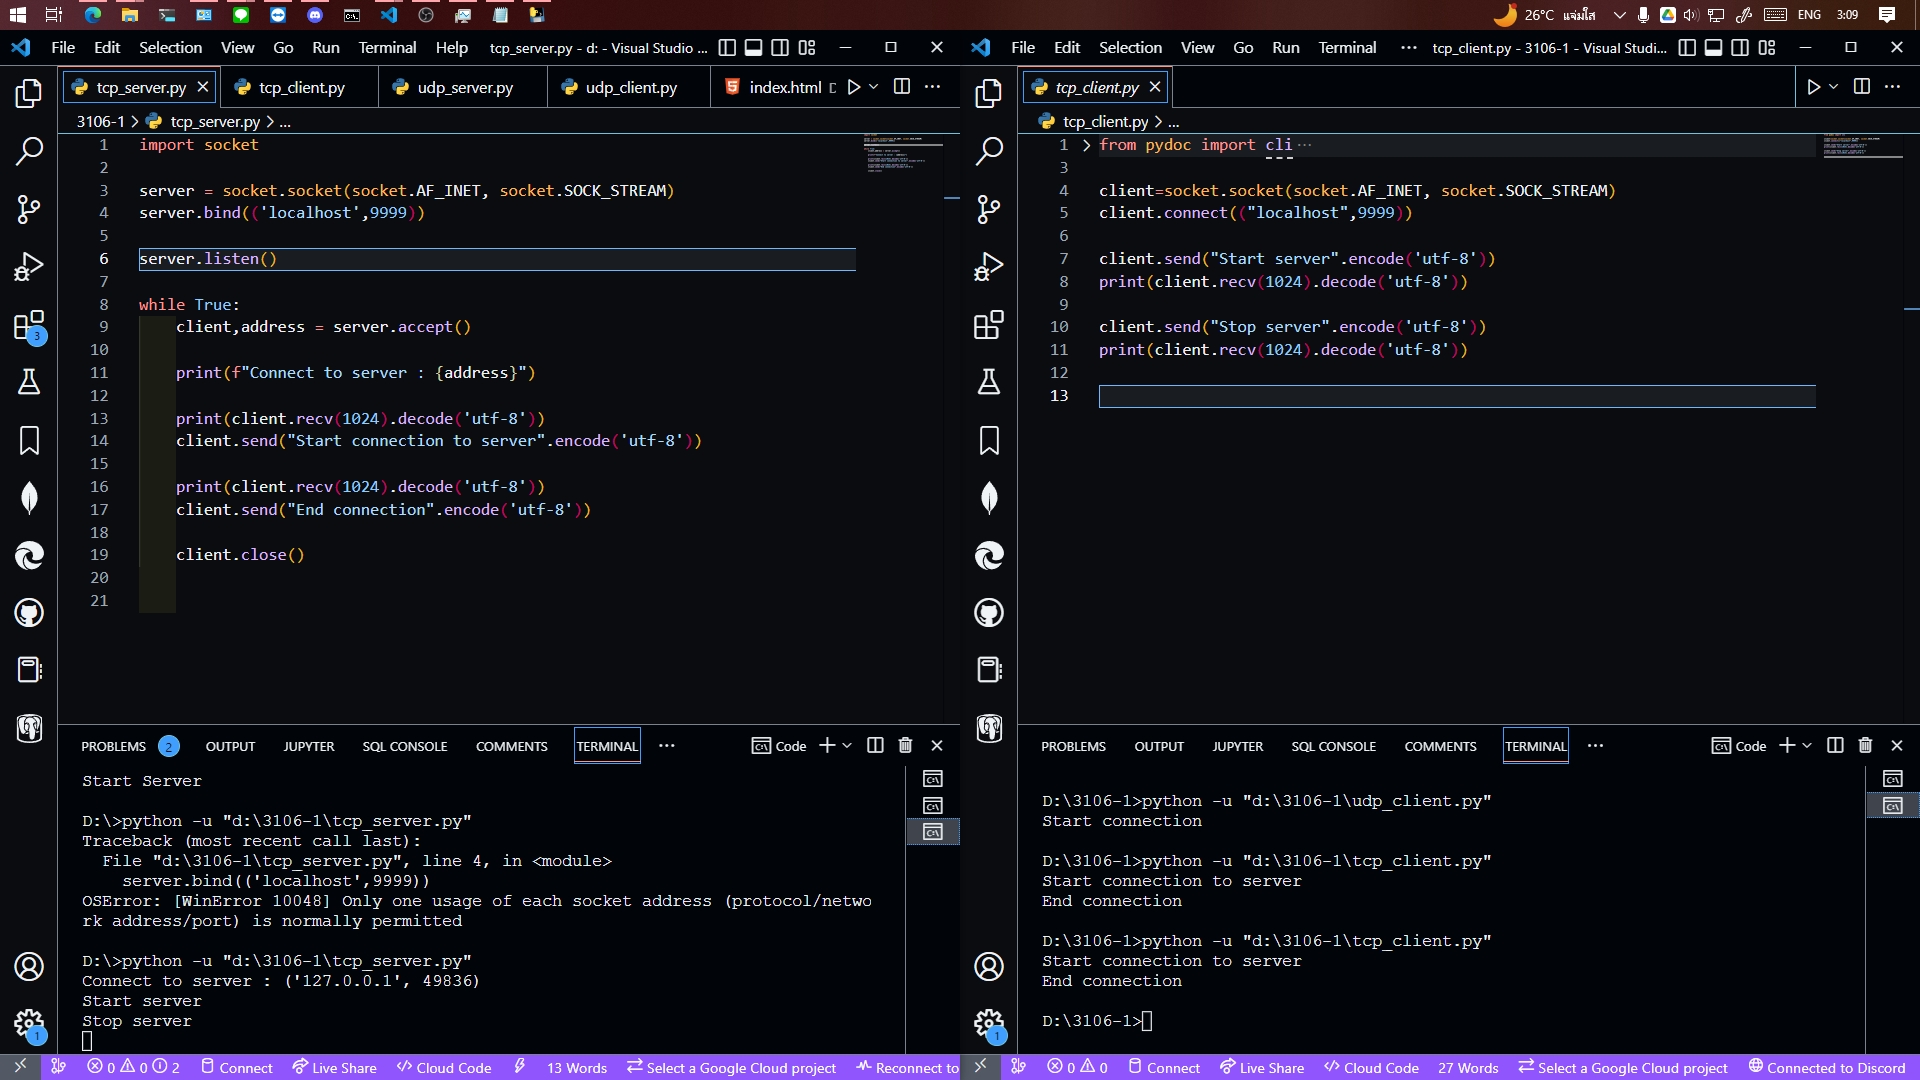 26°C แจ่มใส ENG 3:09
File Edit Selection View Go Run Terminal Help tcp_server.py - d: - Visual Studio ...
tcp_server.py tcp_client.py udp_server.py udp_client.py index.html
3106-1 > tcp_server.py > ...
1 import socket
2
3 server = socket.socket(socket.AF_INET, socket.SOCK_STREAM)
4 server.bind(('localhost',9999))
5
6 server.listen()
7
8 while True:
9 client,address = server.accept()
10
11 print(f"Connect to server : {address}")
12
13 print(client.recv(1024).decode('utf-8'))
14 client.send("Start connection to server".encode('utf-8'))
15
16 print(client.recv(1024).decode('utf-8'))
17 client.send("End connection".encode('utf-8'))
18
19 client.close()
20
21
3
PROBLEMS 2 OUTPUT JUPYTER SQL CONSOLE COMMENTS TERMINAL ... Code
Start Server
D:\>python -u "d:\3106-1\tcp_server.py"
Traceback (most recent call last):
File "d:\3106-1\tcp_server.py", line 4, in <module>
server.bind(('localhost',9999))
OSError: [WinError 10048] Only one usage of each socket address (protocol/netwo
rk address/port) is normally permitted
D:\>python -u "d:\3106-1\tcp_server.py"
Connect to server : ('127.0.0.1', 49836)
Start server
Stop server
1
0 0 2 Connect Live Share Cloud Code 13 Words Select a Google Cloud project Reconnect to
File Edit Selection View Go Run Terminal ... tcp_client.py - 3106-1 - Visual Studi...
tcp_client.py
tcp_client.py > ...
1 from pydoc import cli ...
3
4 client=socket.socket(socket.AF_INET, socket.SOCK_STREAM)
5 client.connect(("localhost",9999))
6
7 client.send("Start server".encode('utf-8'))
8 print(client.recv(1024).decode('utf-8'))
9
10 client.send("Stop server".encode('utf-8'))
11 print(client.recv(1024).decode('utf-8'))
12
13
PROBLEMS OUTPUT JUPYTER SQL CONSOLE COMMENTS TERMINAL ... Code
D:\3106-1>python -u "d:\3106-1\udp_client.py"
Start connection
D:\3106-1>python -u "d:\3106-1\tcp_client.py"
Start connection to server
End connection
D:\3106-1>python -u "d:\3106-1\tcp_client.py"
Start connection to server
End connection
D:\3106-1>
1
0 0 Connect Live Share Cloud Code 27 Words Select a Google Cloud project Connected to Discord